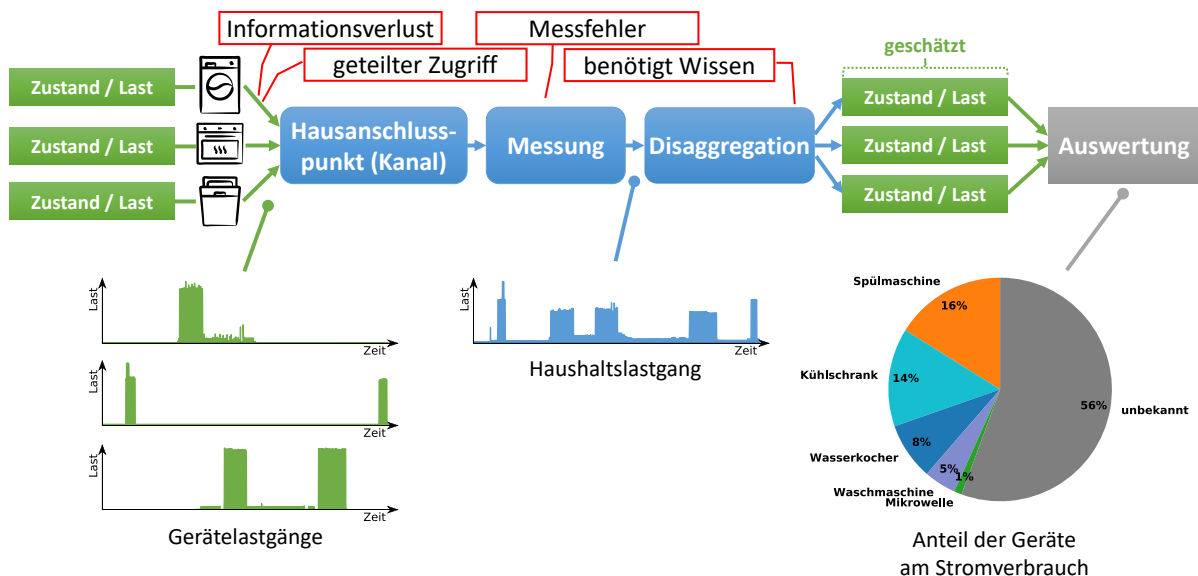 Informationsverlust
geteilter Zugriff
Messfehler
benötigt Wissen
geschätzt
Zustand / Last
Zustand / Last
Zustand / Last
Hausanschluss-
punkt (Kanal)
Messung
Disaggregation
Zustand / Last
Zustand / Last
Zustand / Last
Auswertung
Last
Zeit
Last
Zeit
Last
Zeit
Gerätelastgänge
Last
Zeit
Haushaltslastgang
Spülmaschine
16%
Kühlschrank
14%
Wasserkocher
8%
Waschmaschine
5%
Mikrowelle
1%
56%
unbekannt
Anteil der Geräte
am Stromverbrauch